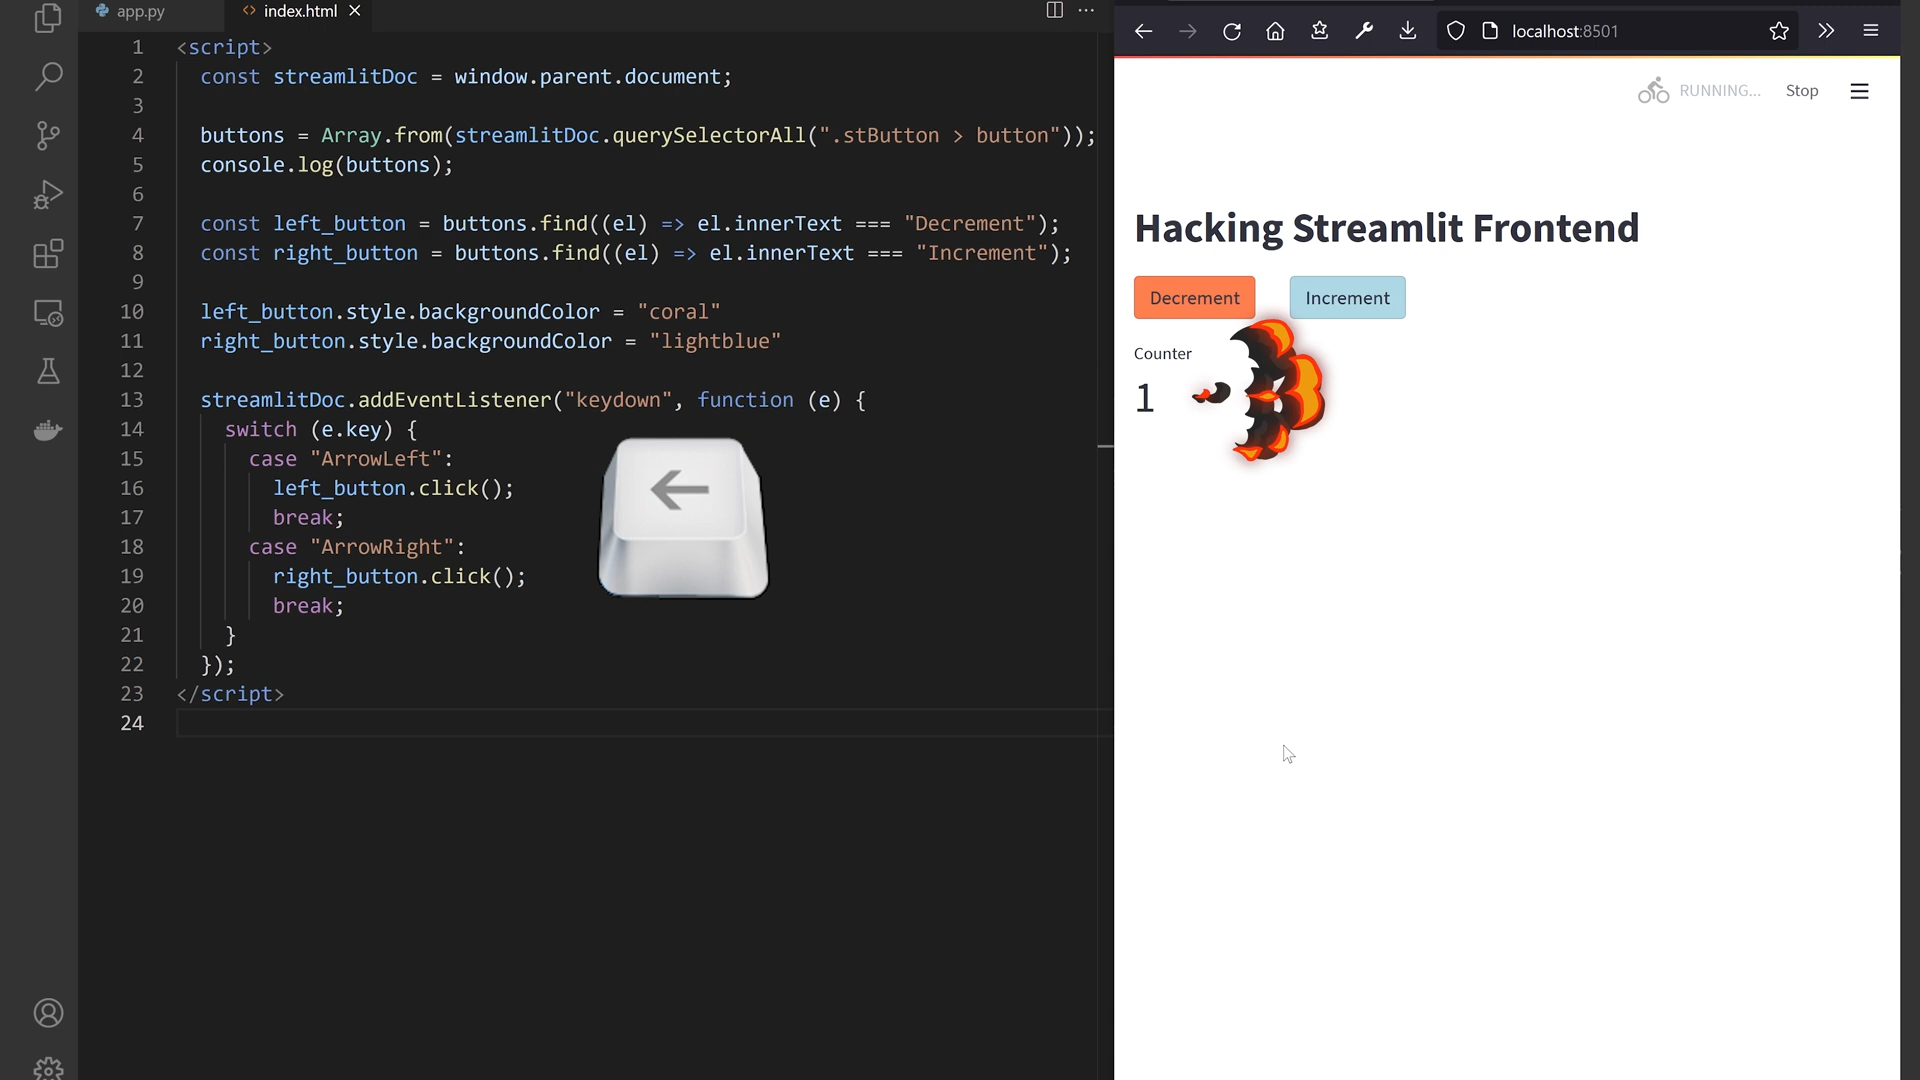 app.py
index.html
1 <script>
2 const streamlitDoc = window.parent.document;
3
4 buttons = Array.from(streamlitDoc.querySelectorAll(".stButton > button"));
5 console.log(buttons);
6
7 const left_button = buttons.find((el) => el.innerText === "Decrement");
8 const right_button = buttons.find((el) => el.innerText === "Increment");
9
10 left_button.style.backgroundColor = "coral"
11 right_button.style.backgroundColor = "lightblue"
12
13 streamlitDoc.addEventListener("keydown", function (e) {
14 switch (e.key) {
15 case "ArrowLeft":
16 left_button.click();
17 break;
18 case "ArrowRight":
19 right_button.click();
20 break;
21 }
22 });
23 </script>
24
localhost:8501
RUNNING...
Stop
Hacking Streamlit Frontend
Decrement
Increment
Counter
1